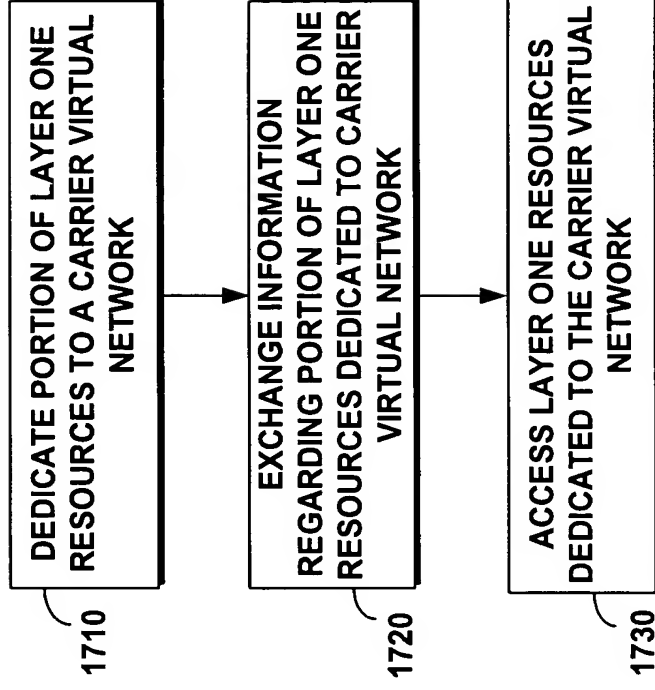 DEDICATE PORTION OF LAYER ONE
RESOURCES TO A CARRIER VIRTUAL
NETWORK
1710
EXCHANGE INFORMATION
REGARDING PORTION OF LAYER ONE
RESOURCES DEDICATED TO CARRIER
VIRTUAL NETWORK
1720
ACCESS LAYER ONE RESOURCES
DEDICATED TO THE CARRIER VIRTUAL
NETWORK
1730